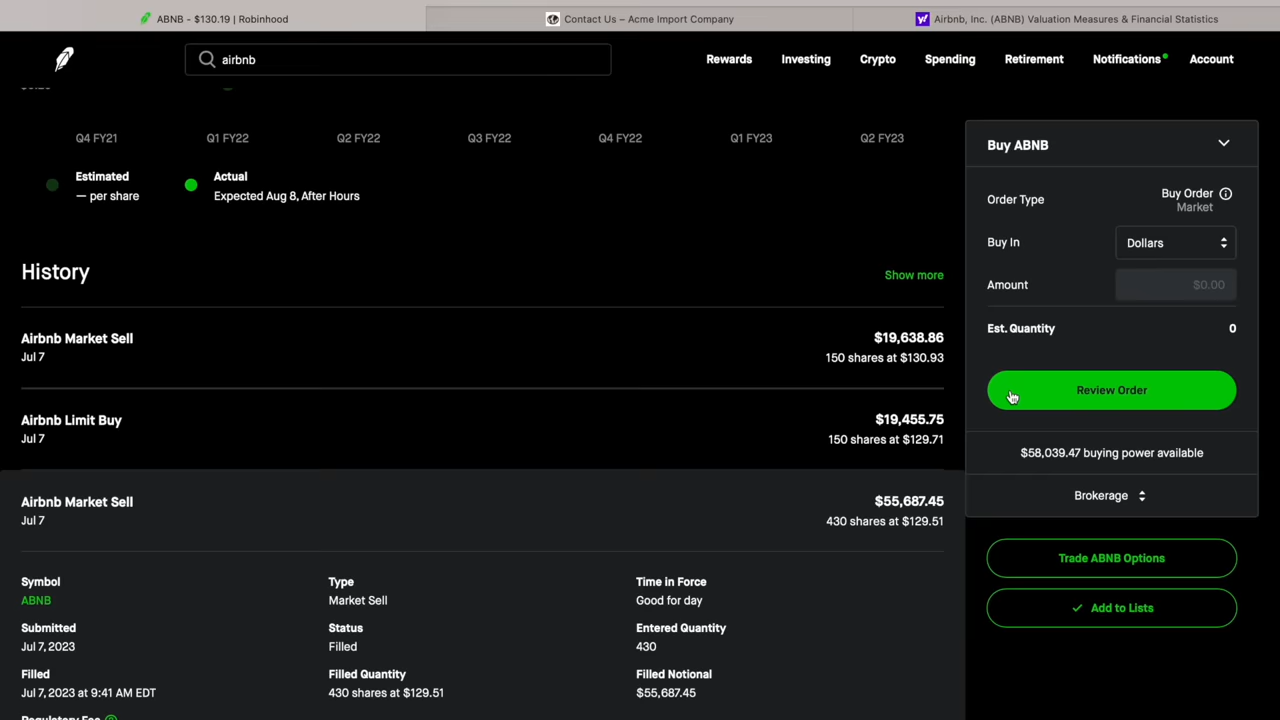 ABNB - $130.19 | Robinhood
Contact Us – Acme Import Company
Airbnb, Inc. (ABNB) Valuation Measures & Financial Statistics
airbnb
Rewards
Investing
Crypto
Spending
Retirement
Notifications
Account
Q4 FY21
Q1 FY22
Q2 FY22
Q3 FY22
Q4 FY22
Q1 FY23
Q2 FY23
Estimated
— per share
Actual
Expected Aug 8, After Hours
History
Show more
Airbnb Market Sell
Jul 7
$19,638.86
150 shares at $130.93
Airbnb Limit Buy
Jul 7
$19,455.75
150 shares at $129.71
Airbnb Market Sell
Jul 7
$55,687.45
430 shares at $129.51
Symbol
ABNB
Type
Market Sell
Time in Force
Good for day
Submitted
Jul 7, 2023
Status
Filled
Entered Quantity
430
Filled
Jul 7, 2023 at 9:41 AM EDT
Filled Quantity
430 shares at $129.51
Filled Notional
$55,687.45
Regulatory Fee
Buy ABNB
Order Type
Buy Order
Market
Buy In
Dollars
Amount
$0.00
Est. Quantity
0
Review Order
$58,039.47 buying power available
Brokerage
Trade ABNB Options
Add to Lists